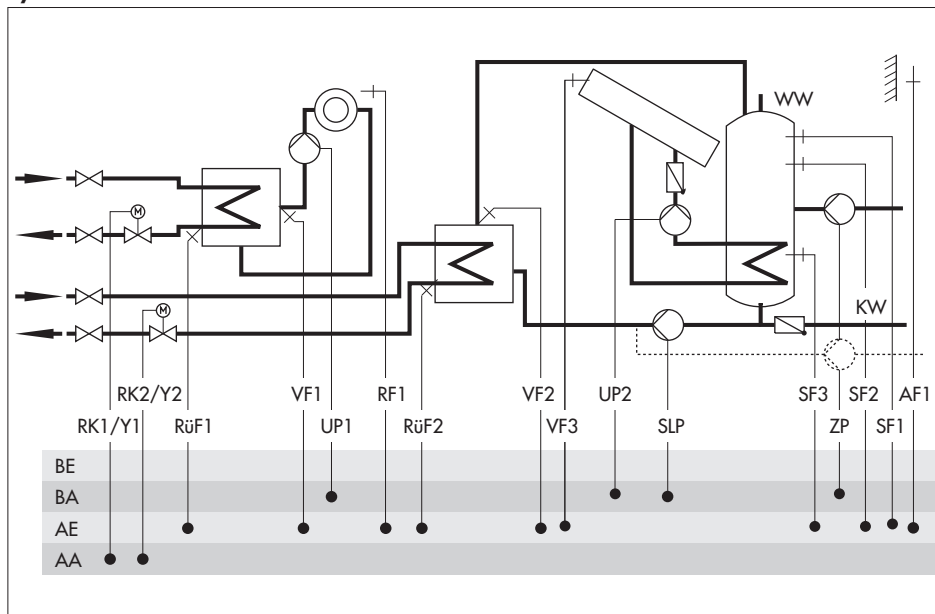 WW
M
M
KW
RK2/Y2 VF1 RF1 VF2 UP2 SF3 SF2 AF1
RK1/Y1 RüF1 UP1 RüF2 VF3 SLP ZP SF1
BE
BA
AE
AA